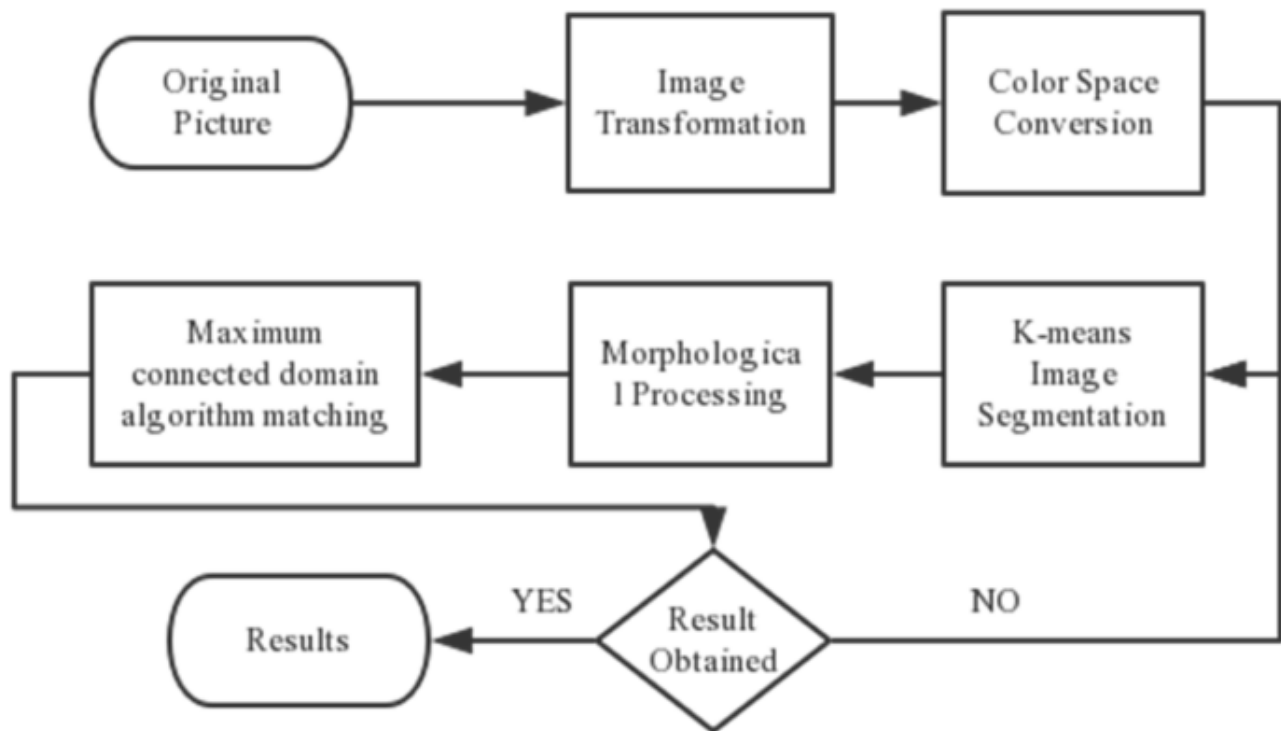 Original
Picture
Image
Transformation
Color Space
Conversion
Maximum
connected domain
algorithm matching
Morphologica
l Processing
K-means
Image
Segmentation
Results
YES
Result
Obtained
NO